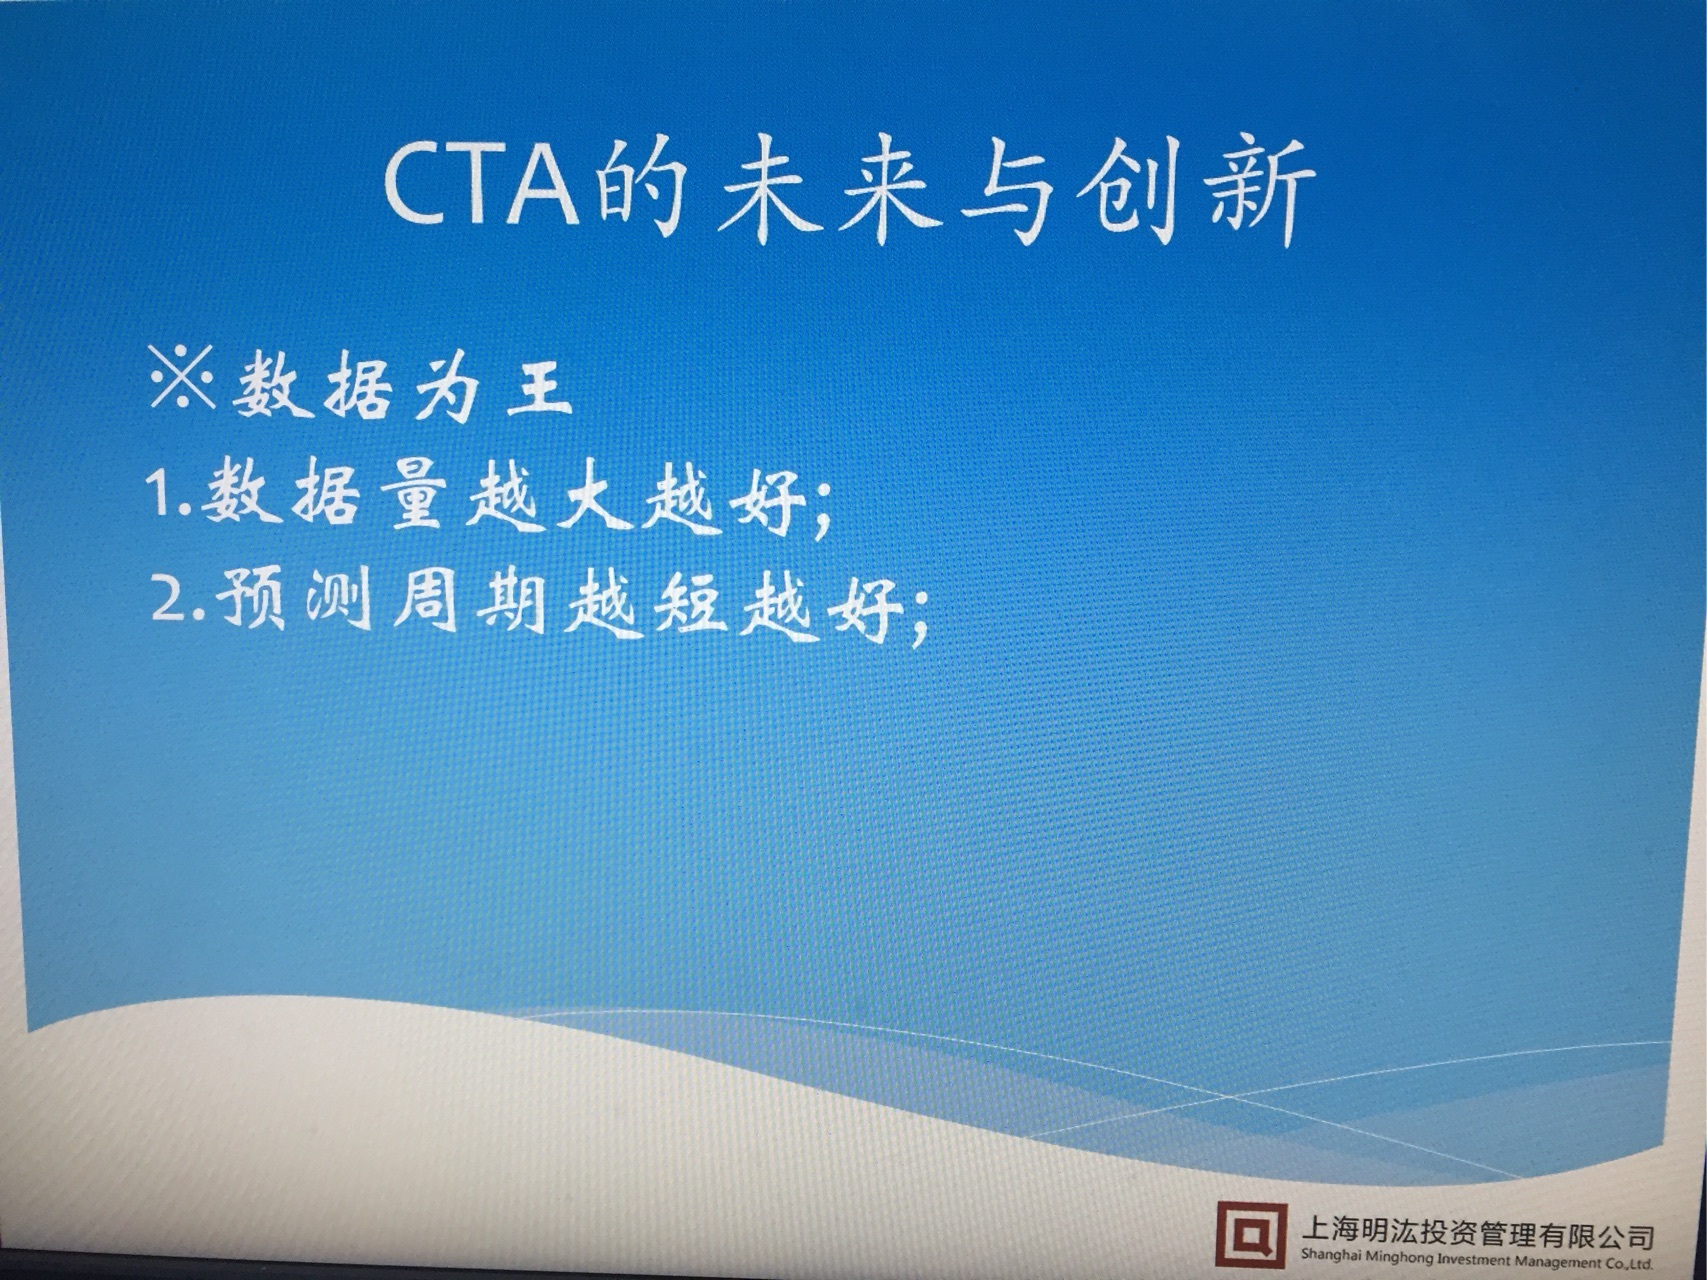 CTA的未来与创新
※数据为王
1.数据量越大越好;
2.预测周期越短越好;
上海明汯投资管理有限公司
Shanghai Minghong Investment Management Co.,Ltd.